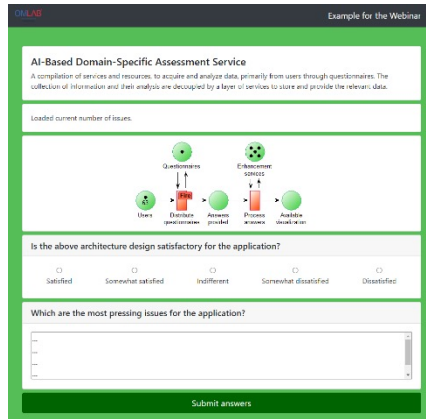 OMiLAB
Example for the Webinar
AI-Based Domain-Specific Assessment Service
A compilation of services and resources, to acquire and analyze data, primarily from users through questionnaires. The
collection of information and their analysis are decoupled by a layer of services to store and provide the relevant data.
Loaded current number of issues.
Questionnaires
Enhancement
services
Fire
Users
Distribute
questionnaires
Answers
provided
Process
answers
Available
visualization
Is the above architecture design satisfactory for the application?
Satisfied
Somewhat satisfied
Indifferent
Somewhat dissatisfied
Dissatisfied
Which are the most pressing issues for the application?
Submit answers